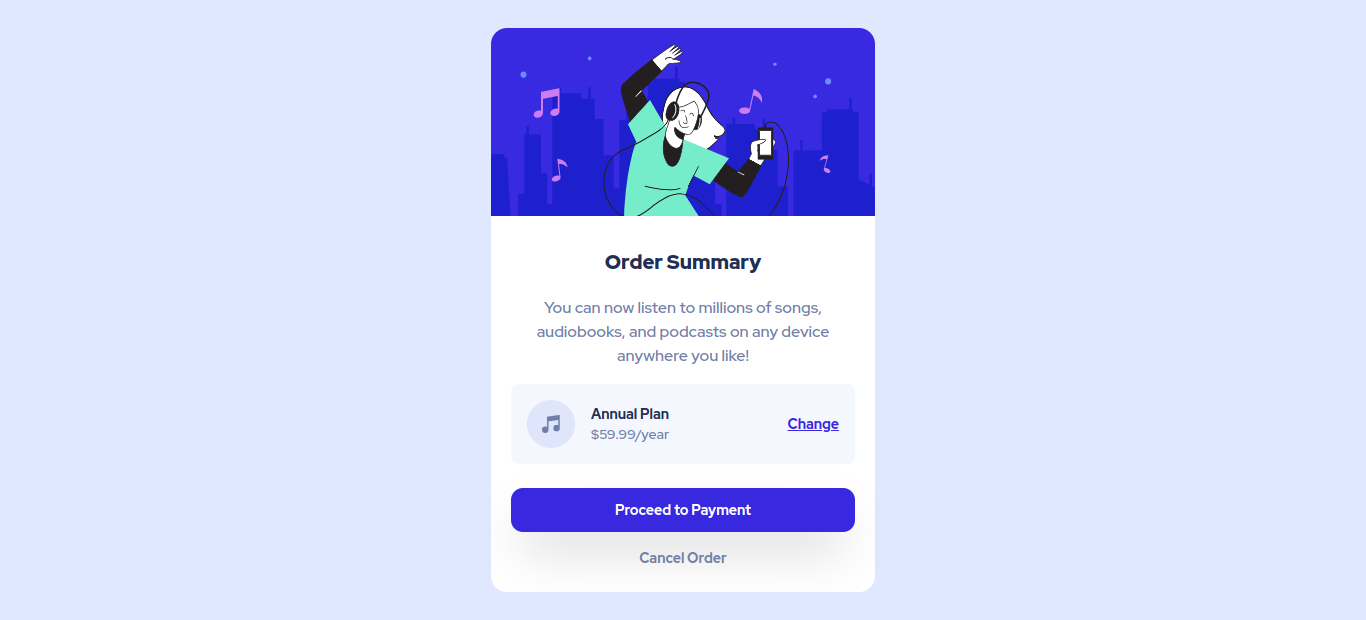 Order Summary
You can now listen to millions of songs,
audiobooks, and podcasts on any device
anywhere you like!
Annual Plan
$59.99/year
Change
Proceed to Payment
Cancel Order